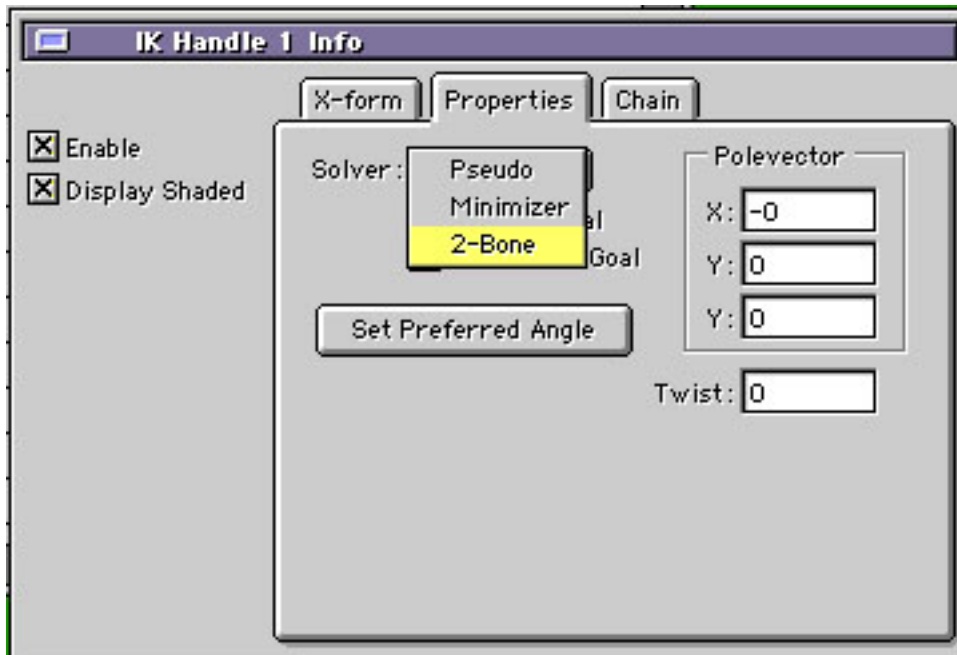 IK Handle 1 Info
X-form Properties Chain
Enable
Display Shaded
Solver:
Pseudo
Minimizer
2-Bone
Goal
Set Preferred Angle
Polevector
X: -0
Y: 0
Y: 0
Twist: 0